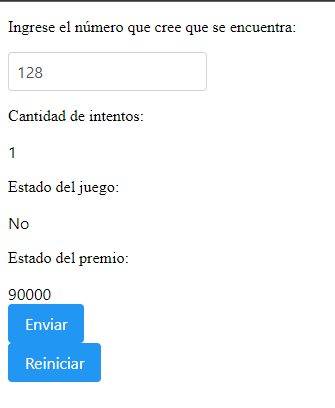 Ingrese el número que cree que se encuentra:
128
Cantidad de intentos:
1
Estado del juego:
No
Estado del premio:
90000
Enviar
Reiniciar